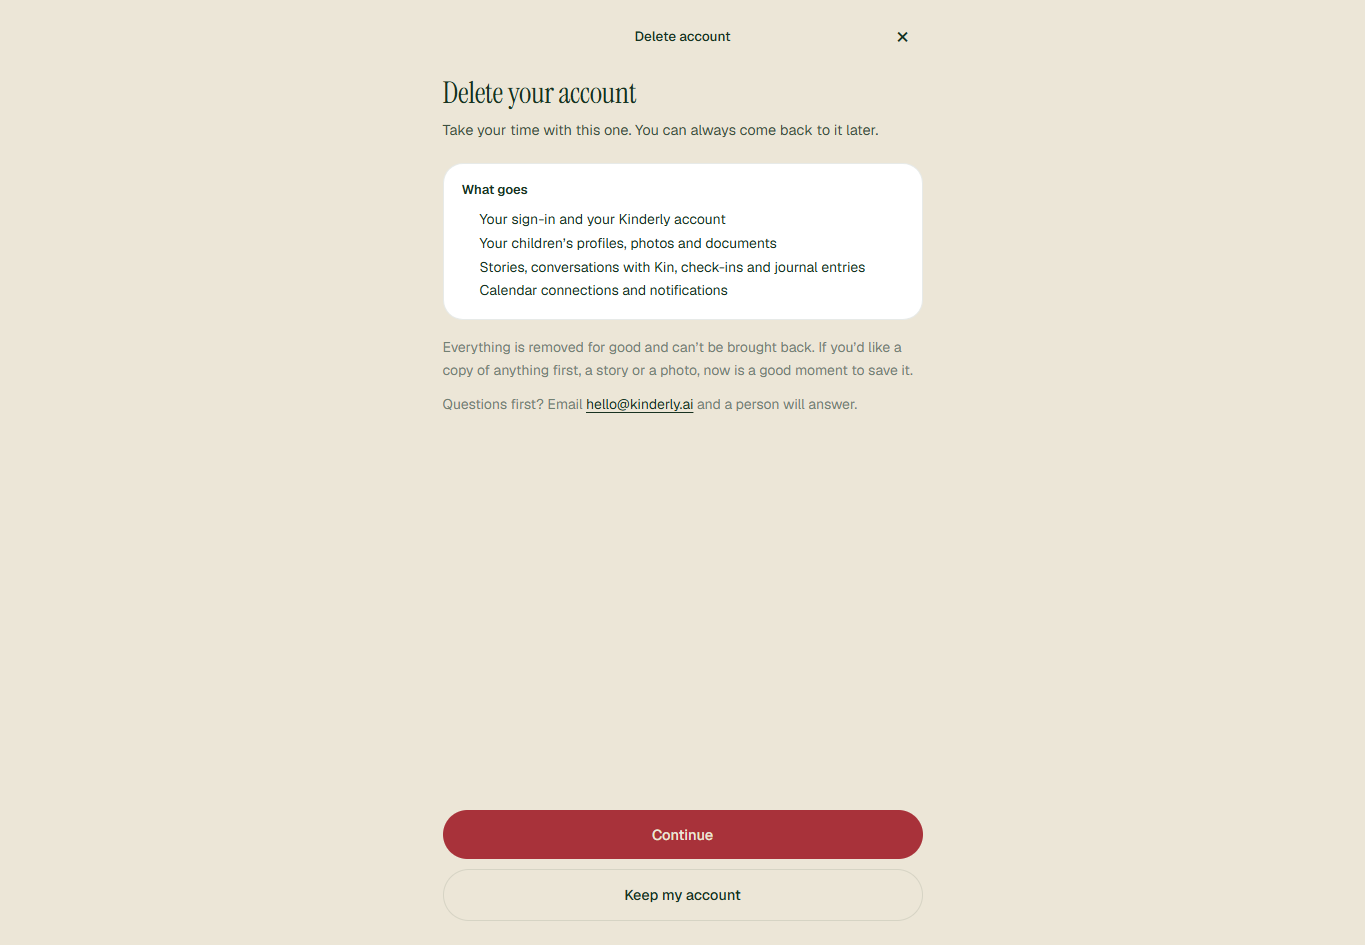 Delete account
Delete your account
Take your time with this one. You can always come back to it later.
What goes
Your sign-in and your Kinderly account
Your children's profiles, photos and documents
Stories, conversations with Kin, check-ins and journal entries
Calendar connections and notifications
Everything is removed for good and can't be brought back. If you'd like a
copy of anything first, a story or a photo, now is a good moment to save it.
Questions first? Email hello@kinderly.ai and a person will answer.
Continue
Keep my account